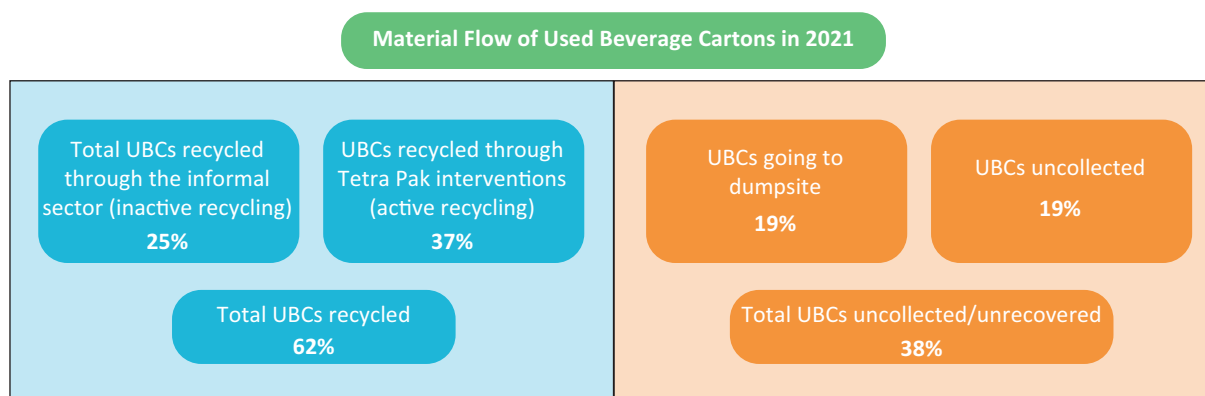 Material Flow of Used Beverage Cartons in 2021
Total UBCs recycled
through the informal
sector (inactive recycling)
25%
UBCs recycled through
Tetra Pak interventions
(active recycling)
37%
Total UBCs recycled
62%
UBCs going to
dumpsite
19%
UBCs uncollected
19%
Total UBCs uncollected/unrecovered
38%